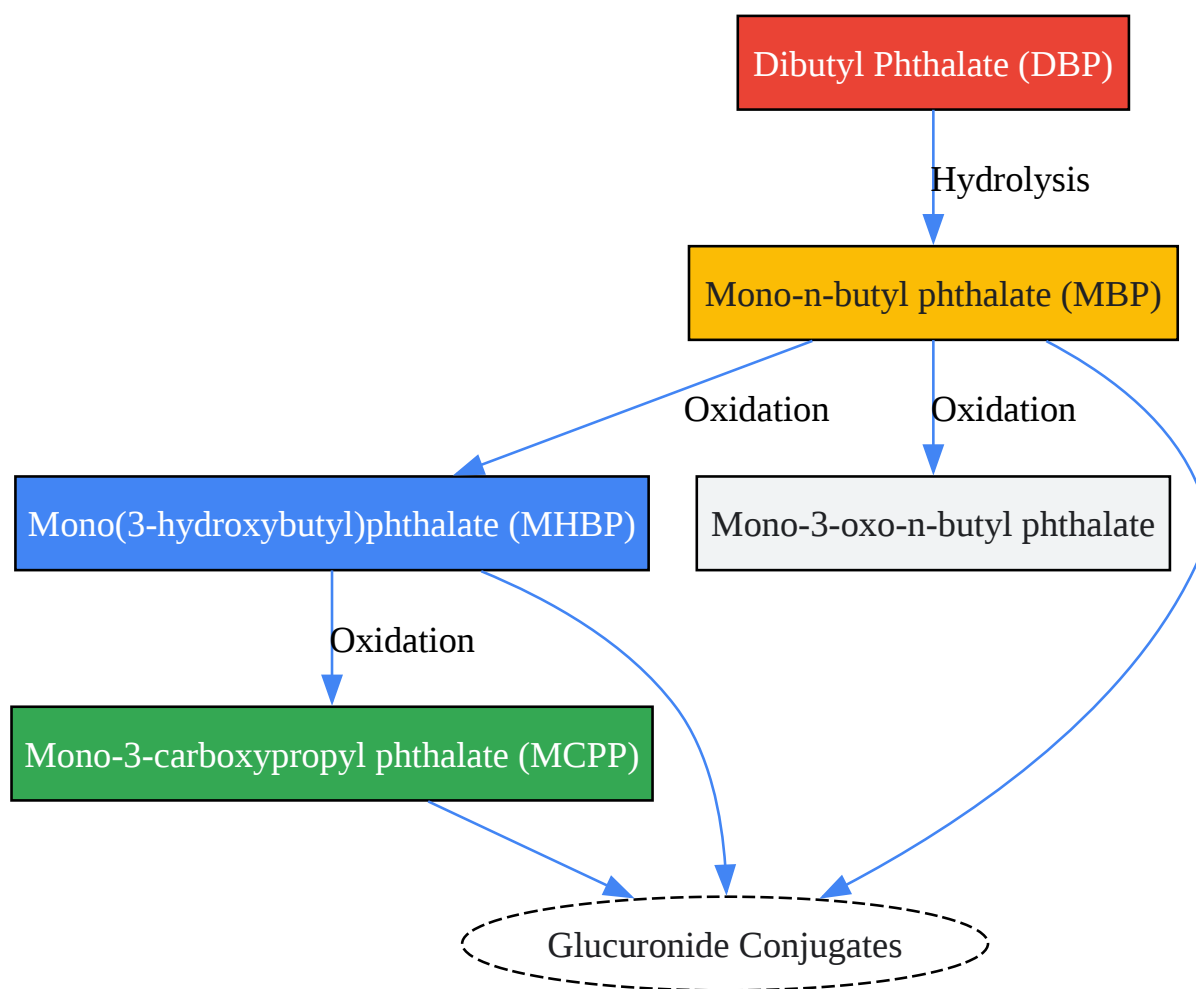 Dibutyl Phthalate (DBP)
Hydrolysis
Mono-n-butyl phthalate (MBP)
Oxidation
Oxidation
Mono(3-hydroxybutyl)phthalate (MHBP)
Mono-3-oxo-n-butyl phthalate
Oxidation
Mono-3-carboxypropyl phthalate (MCPP)
Glucuronide Conjugates